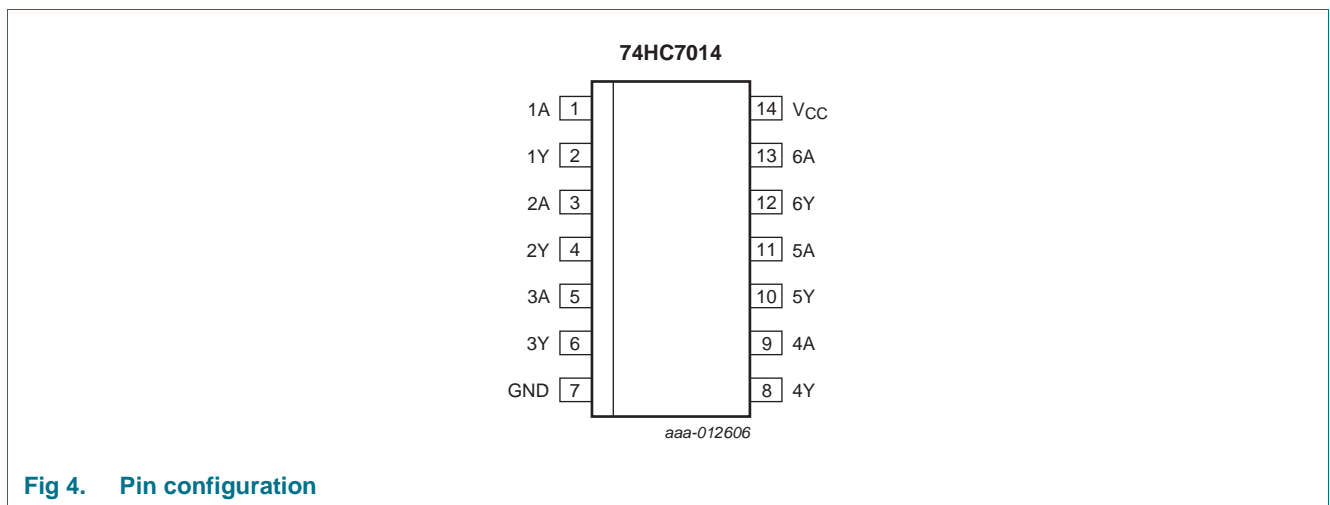 74HC7014
1A 1 14 VCC
1Y 2 13 6A
2A 3 12 6Y
2Y 4 11 5A
3A 5 10 5Y
3Y 6 9 4A
GND 7 8 4Y
aaa-012606
Fig 4. Pin configuration